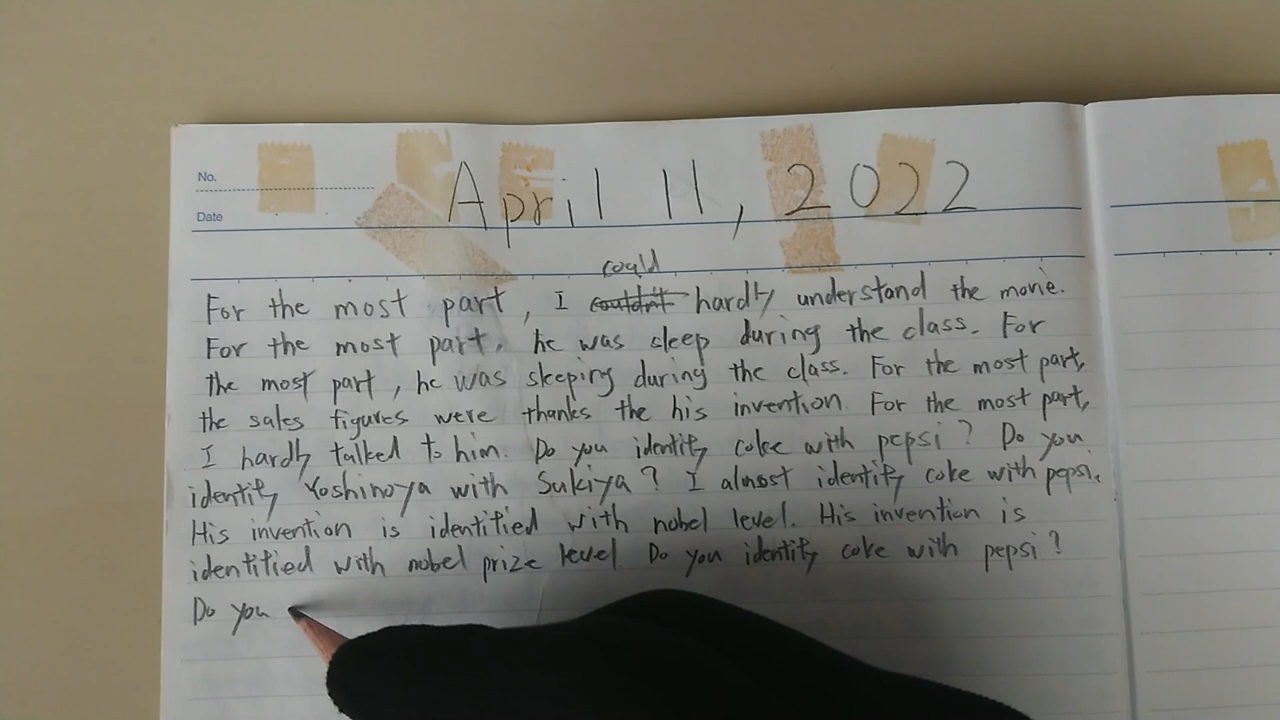 No.
Date
April 11, 2022
could
For the most part, I couldn't hardly understand the movie.
For the most part, he was sleep during the class. For
the most part, he was sleeping during the class. For the most part,
the sales figures were thanks the his invention. For the most part,
I hardly talked to him. Do you identify coke with pepsi? Do you
identify Yoshinoya with Sukiya? I almost identify coke with pepsi.
His invention is identified with nobel level. His invention is
identified with nobel prize level. Do you identify coke with pepsi?
Do you